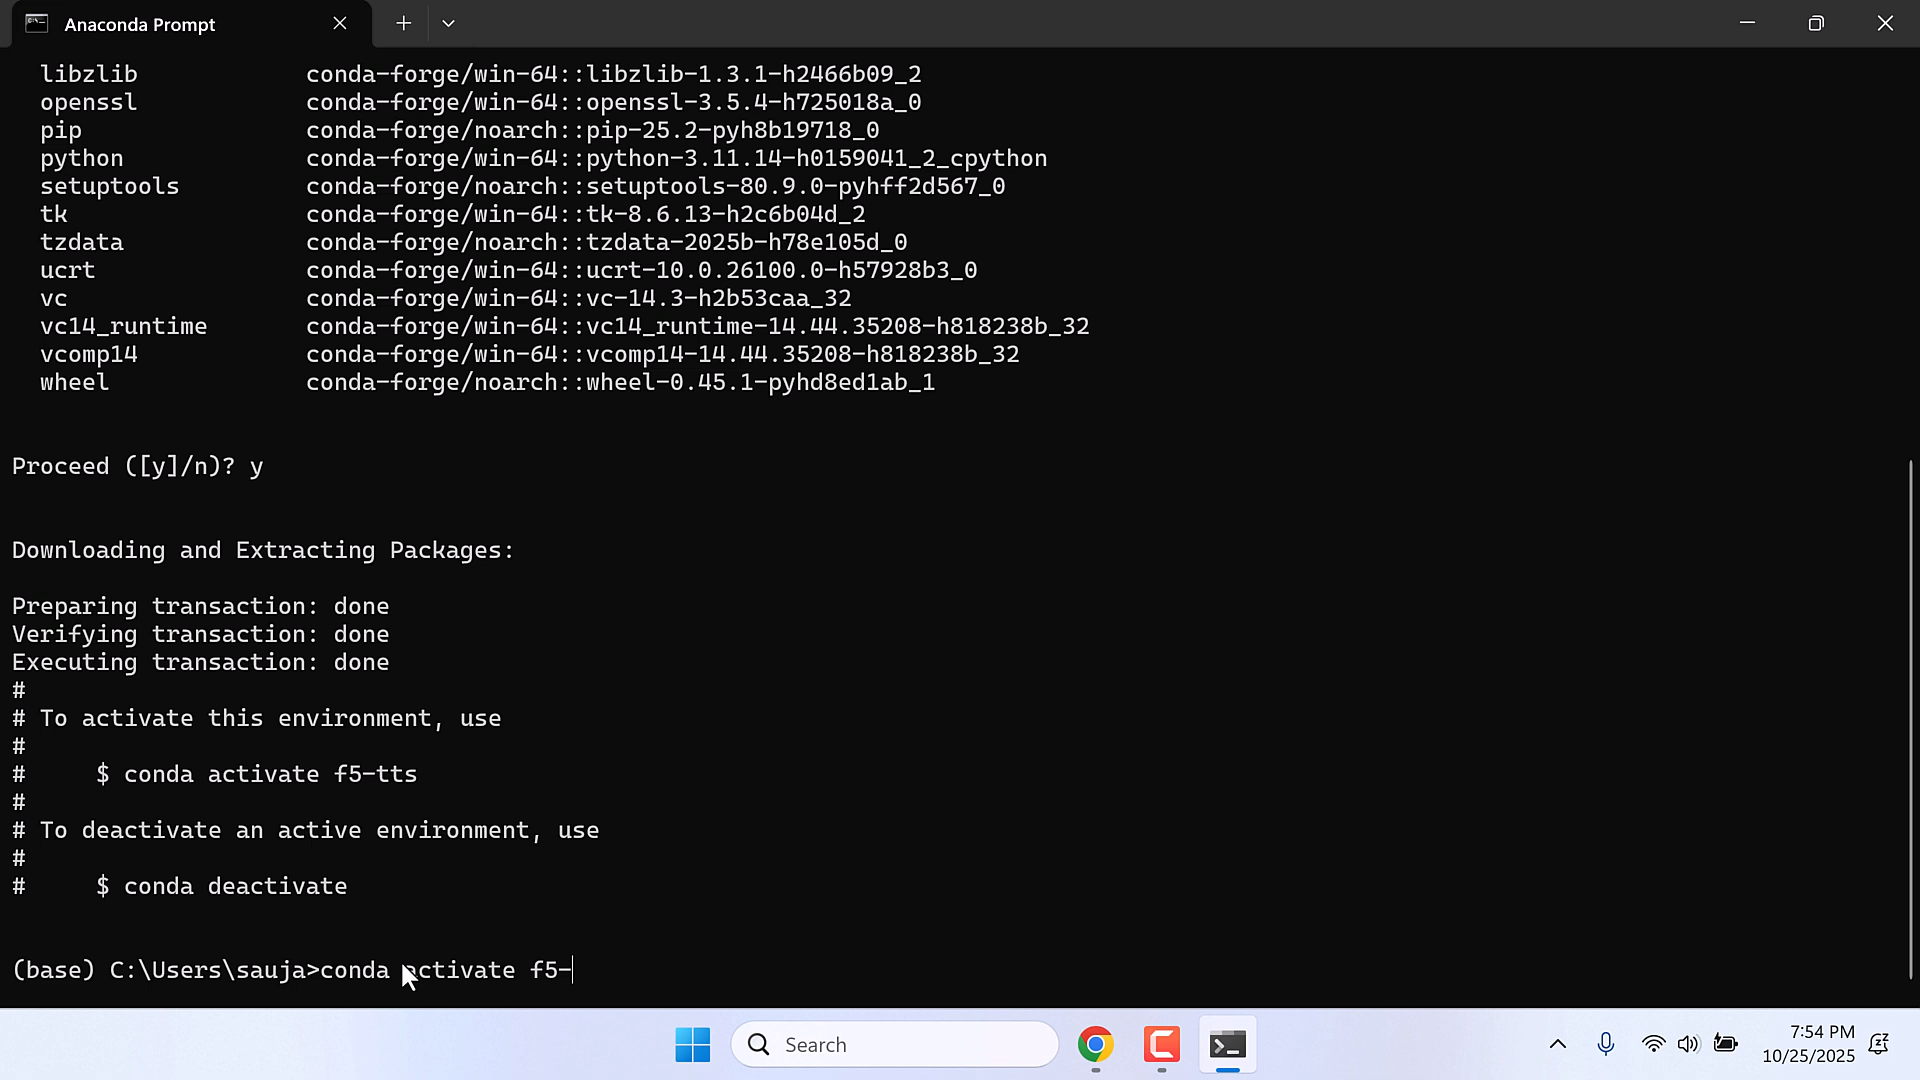 Anaconda Prompt
libzlib conda-forge/win-64::libzlib-1.3.1-h2466b09_2
openssl conda-forge/win-64::openssl-3.5.4-h725018a_0
pip conda-forge/noarch::pip-25.2-pyh8b19718_0
python conda-forge/win-64::python-3.11.14-h0159041_2_cpython
setuptools conda-forge/noarch::setuptools-80.9.0-pyhff2d567_0
tk conda-forge/win-64::tk-8.6.13-h2c6b04d_2
tzdata conda-forge/noarch::tzdata-2025b-h78e105d_0
ucrt conda-forge/win-64::ucrt-10.0.26100.0-h57928b3_0
vc conda-forge/win-64::vc-14.3-h2b53caa_32
vc14_runtime conda-forge/win-64::vc14_runtime-14.44.35208-h818238b_32
vcomp14 conda-forge/win-64::vcomp14-14.44.35208-h818238b_32
wheel conda-forge/noarch::wheel-0.45.1-pyhd8ed1ab_1
Proceed ([y]/n)? y
Downloading and Extracting Packages:
Preparing transaction: done
Verifying transaction: done
Executing transaction: done
#
# To activate this environment, use
#
# $ conda activate f5-tts
#
# To deactivate an active environment, use
#
# $ conda deactivate
(base) C:\Users\sauja>conda activate f5-
Search
7:54 PM
10/25/2025